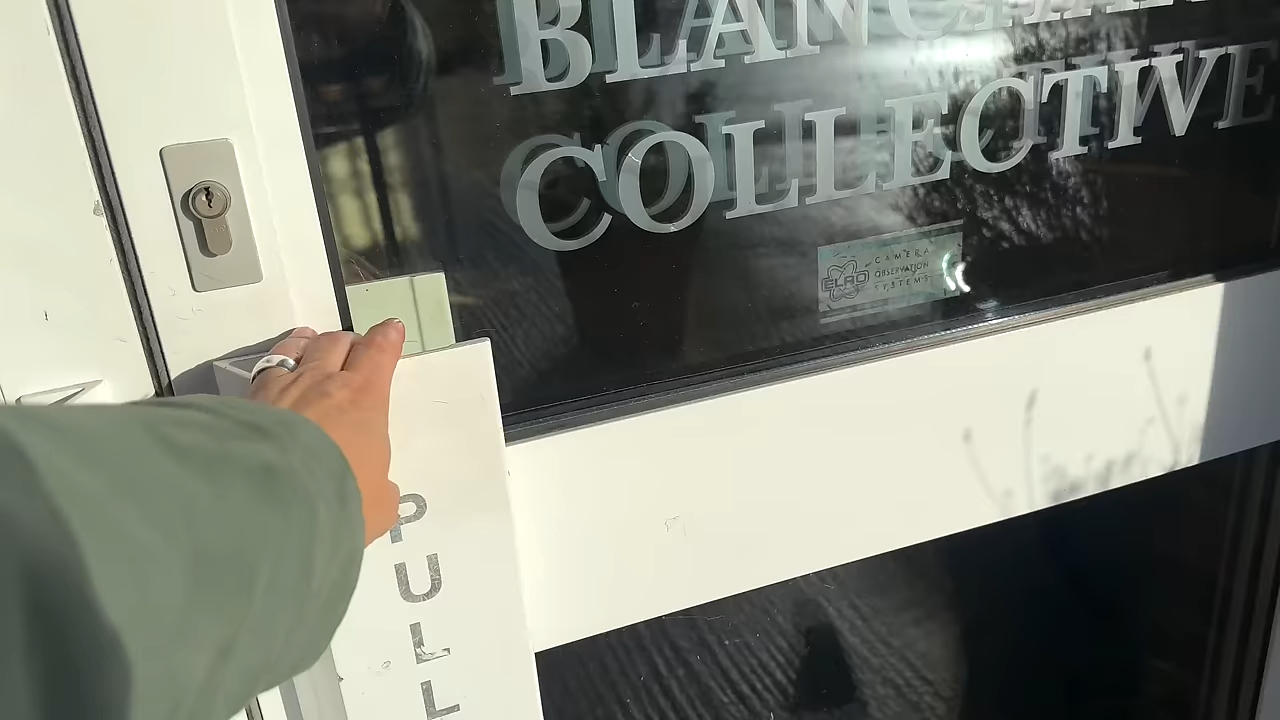 COLLECTIVE
ELRO
CAMERA
OBSERVATION
SYSTEMS
PULL